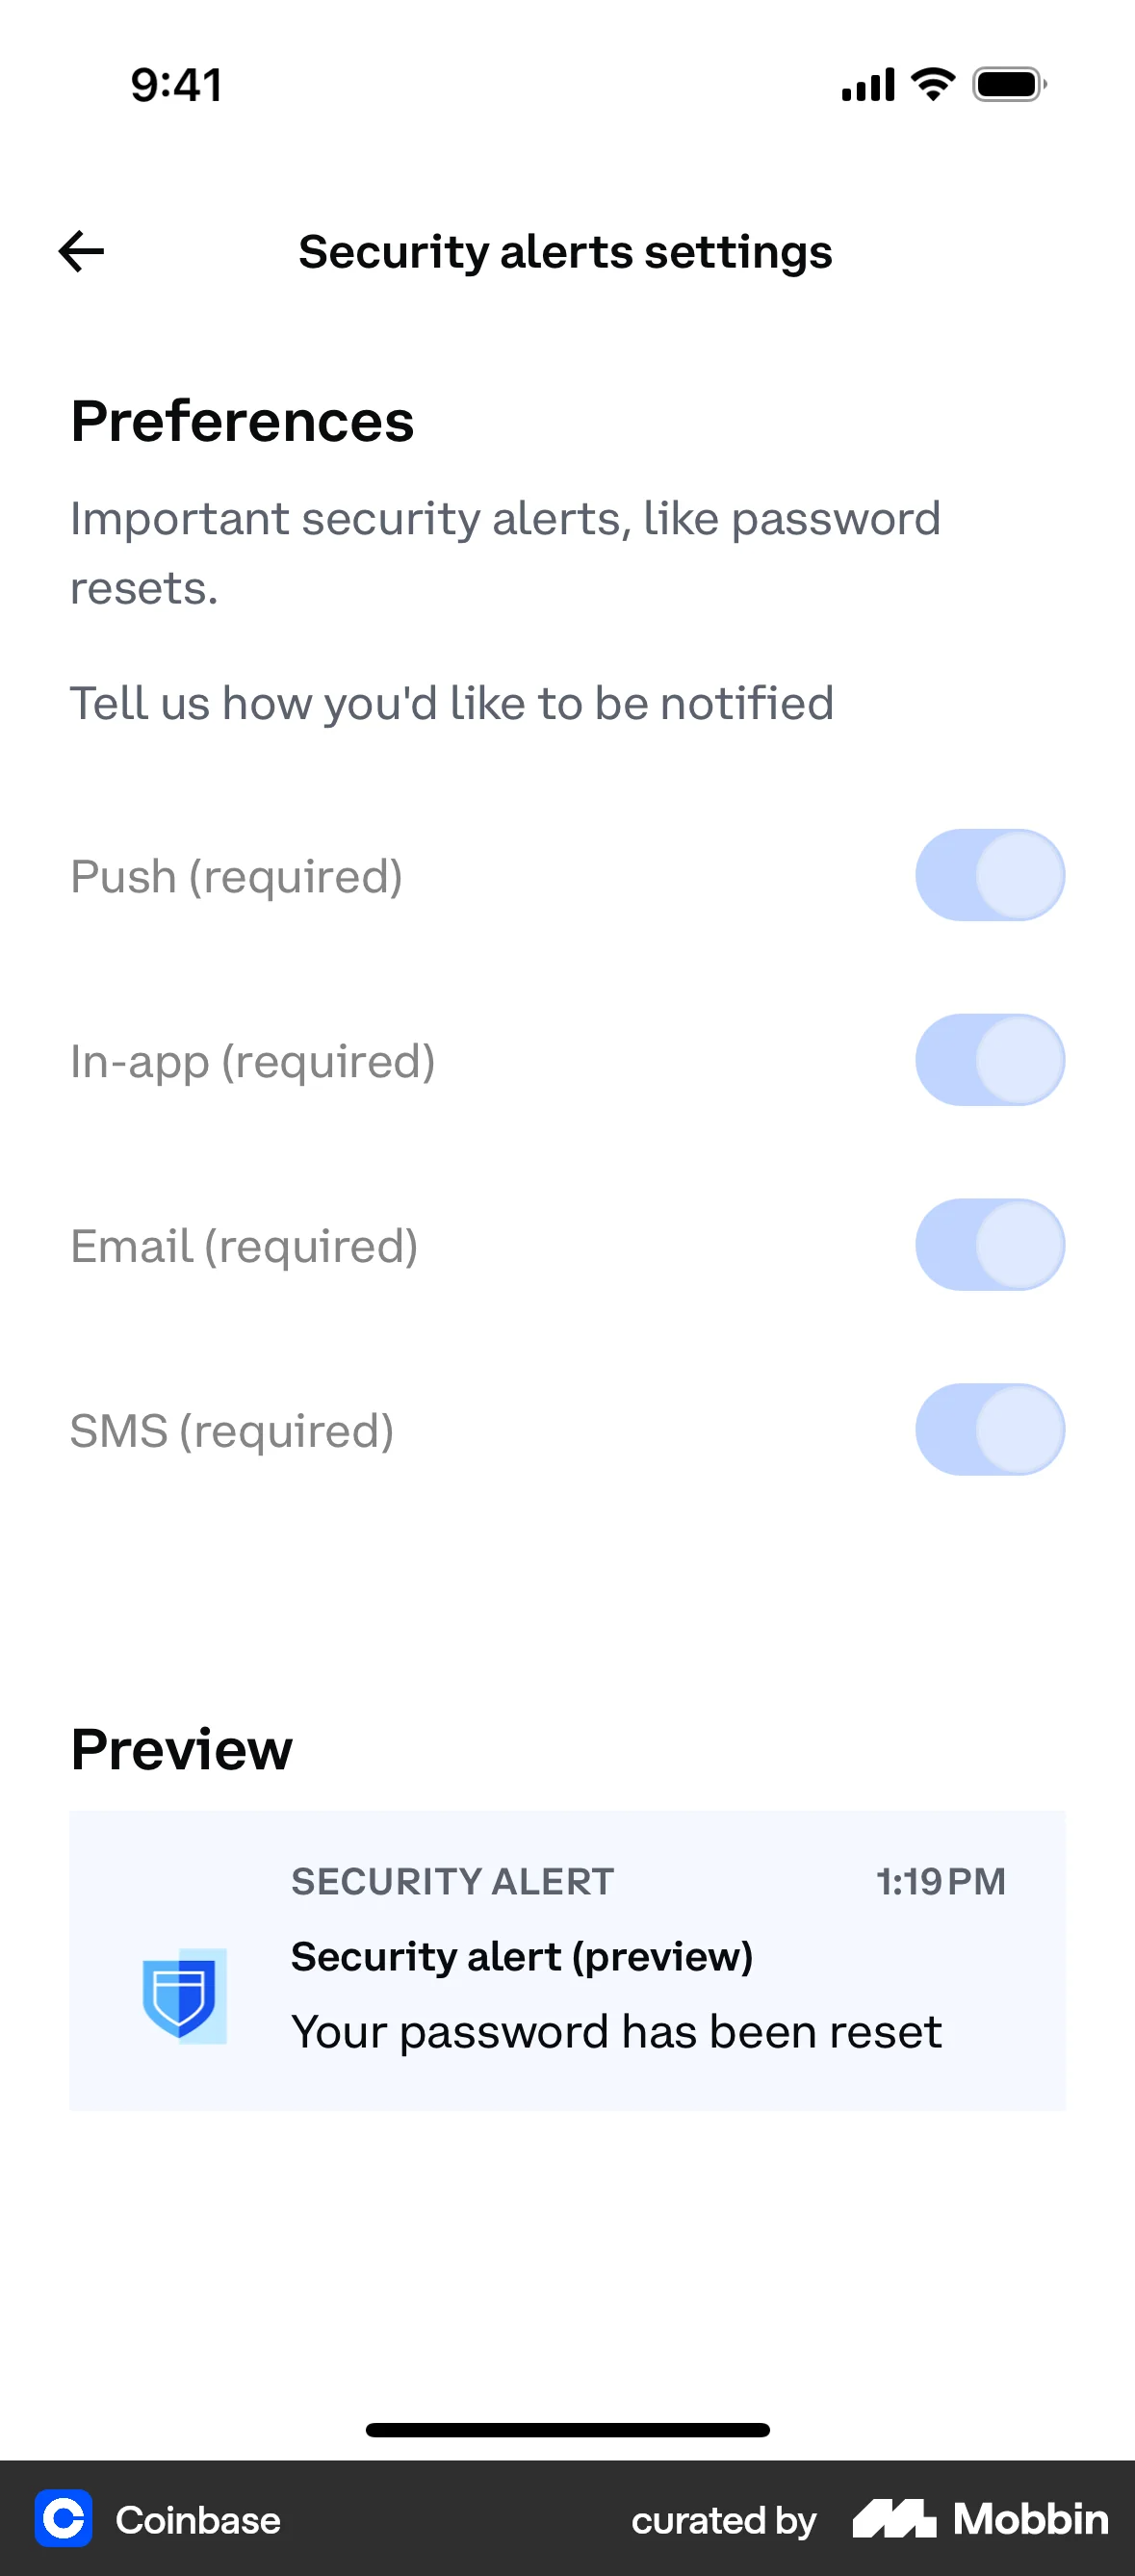 9:41
Security alerts settings
Preferences
Important security alerts, like password
resets.
Tell us how you'd like to be notified
Push (required)
In-app (required)
Email (required)
SMS (required)
Preview
SECURITY ALERT 1:19 PM
Security alert (preview)
Your password has been reset
Coinbase curated by Mobbin